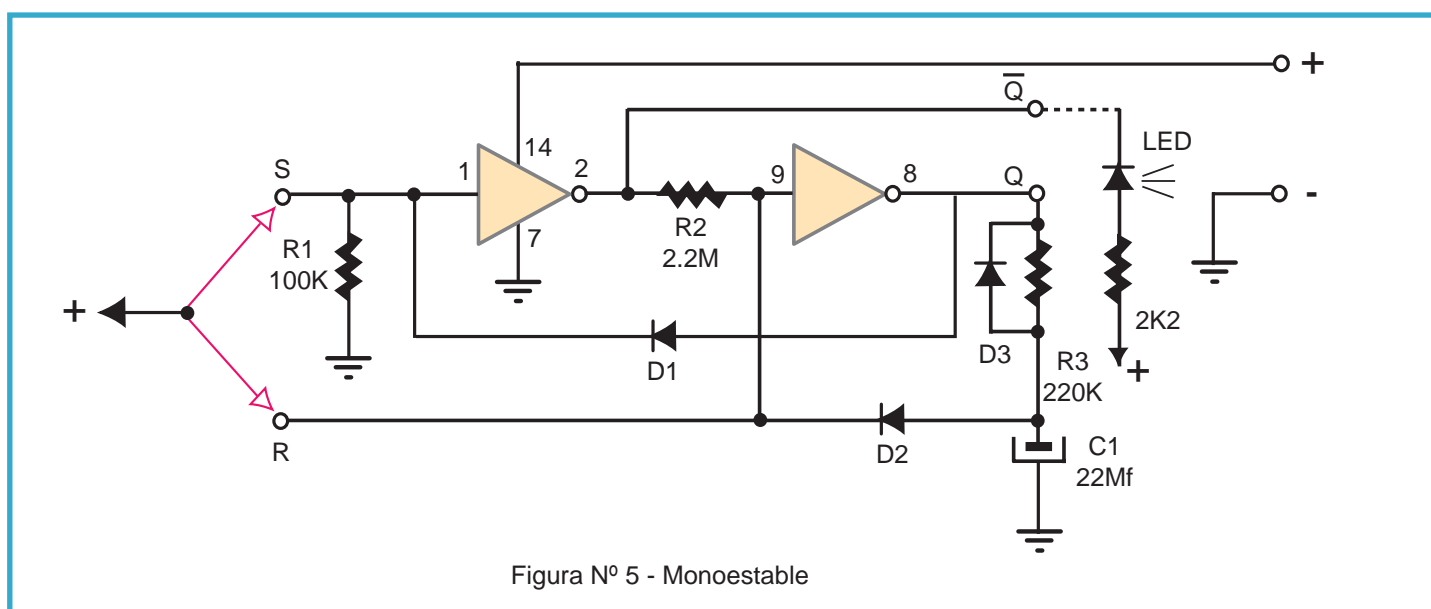 +
Q
LED
14
S
1
2
9
8
Q
-
R2
2.2M
7
R1
100K
+
2K2
D1
D3
R3
220K
+
R
D2
C1
22Mf
Figura Nº 5 - Monoestable